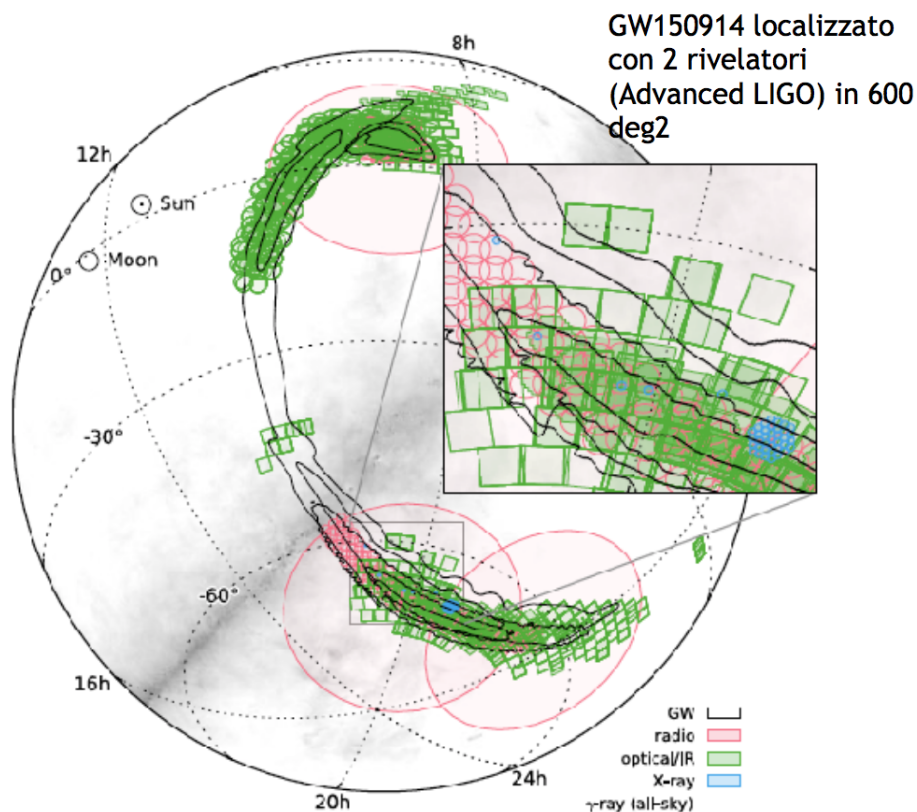 GW150914 localizzato
con 2 rivelatori
(Advanced LIGO) in 600
deg2
8h
12h
Sun
Moon
0°
-30°
-60°
16h
20h
24h
GW
radio
optical/IR
X-ray
γ-ray (all-sky)